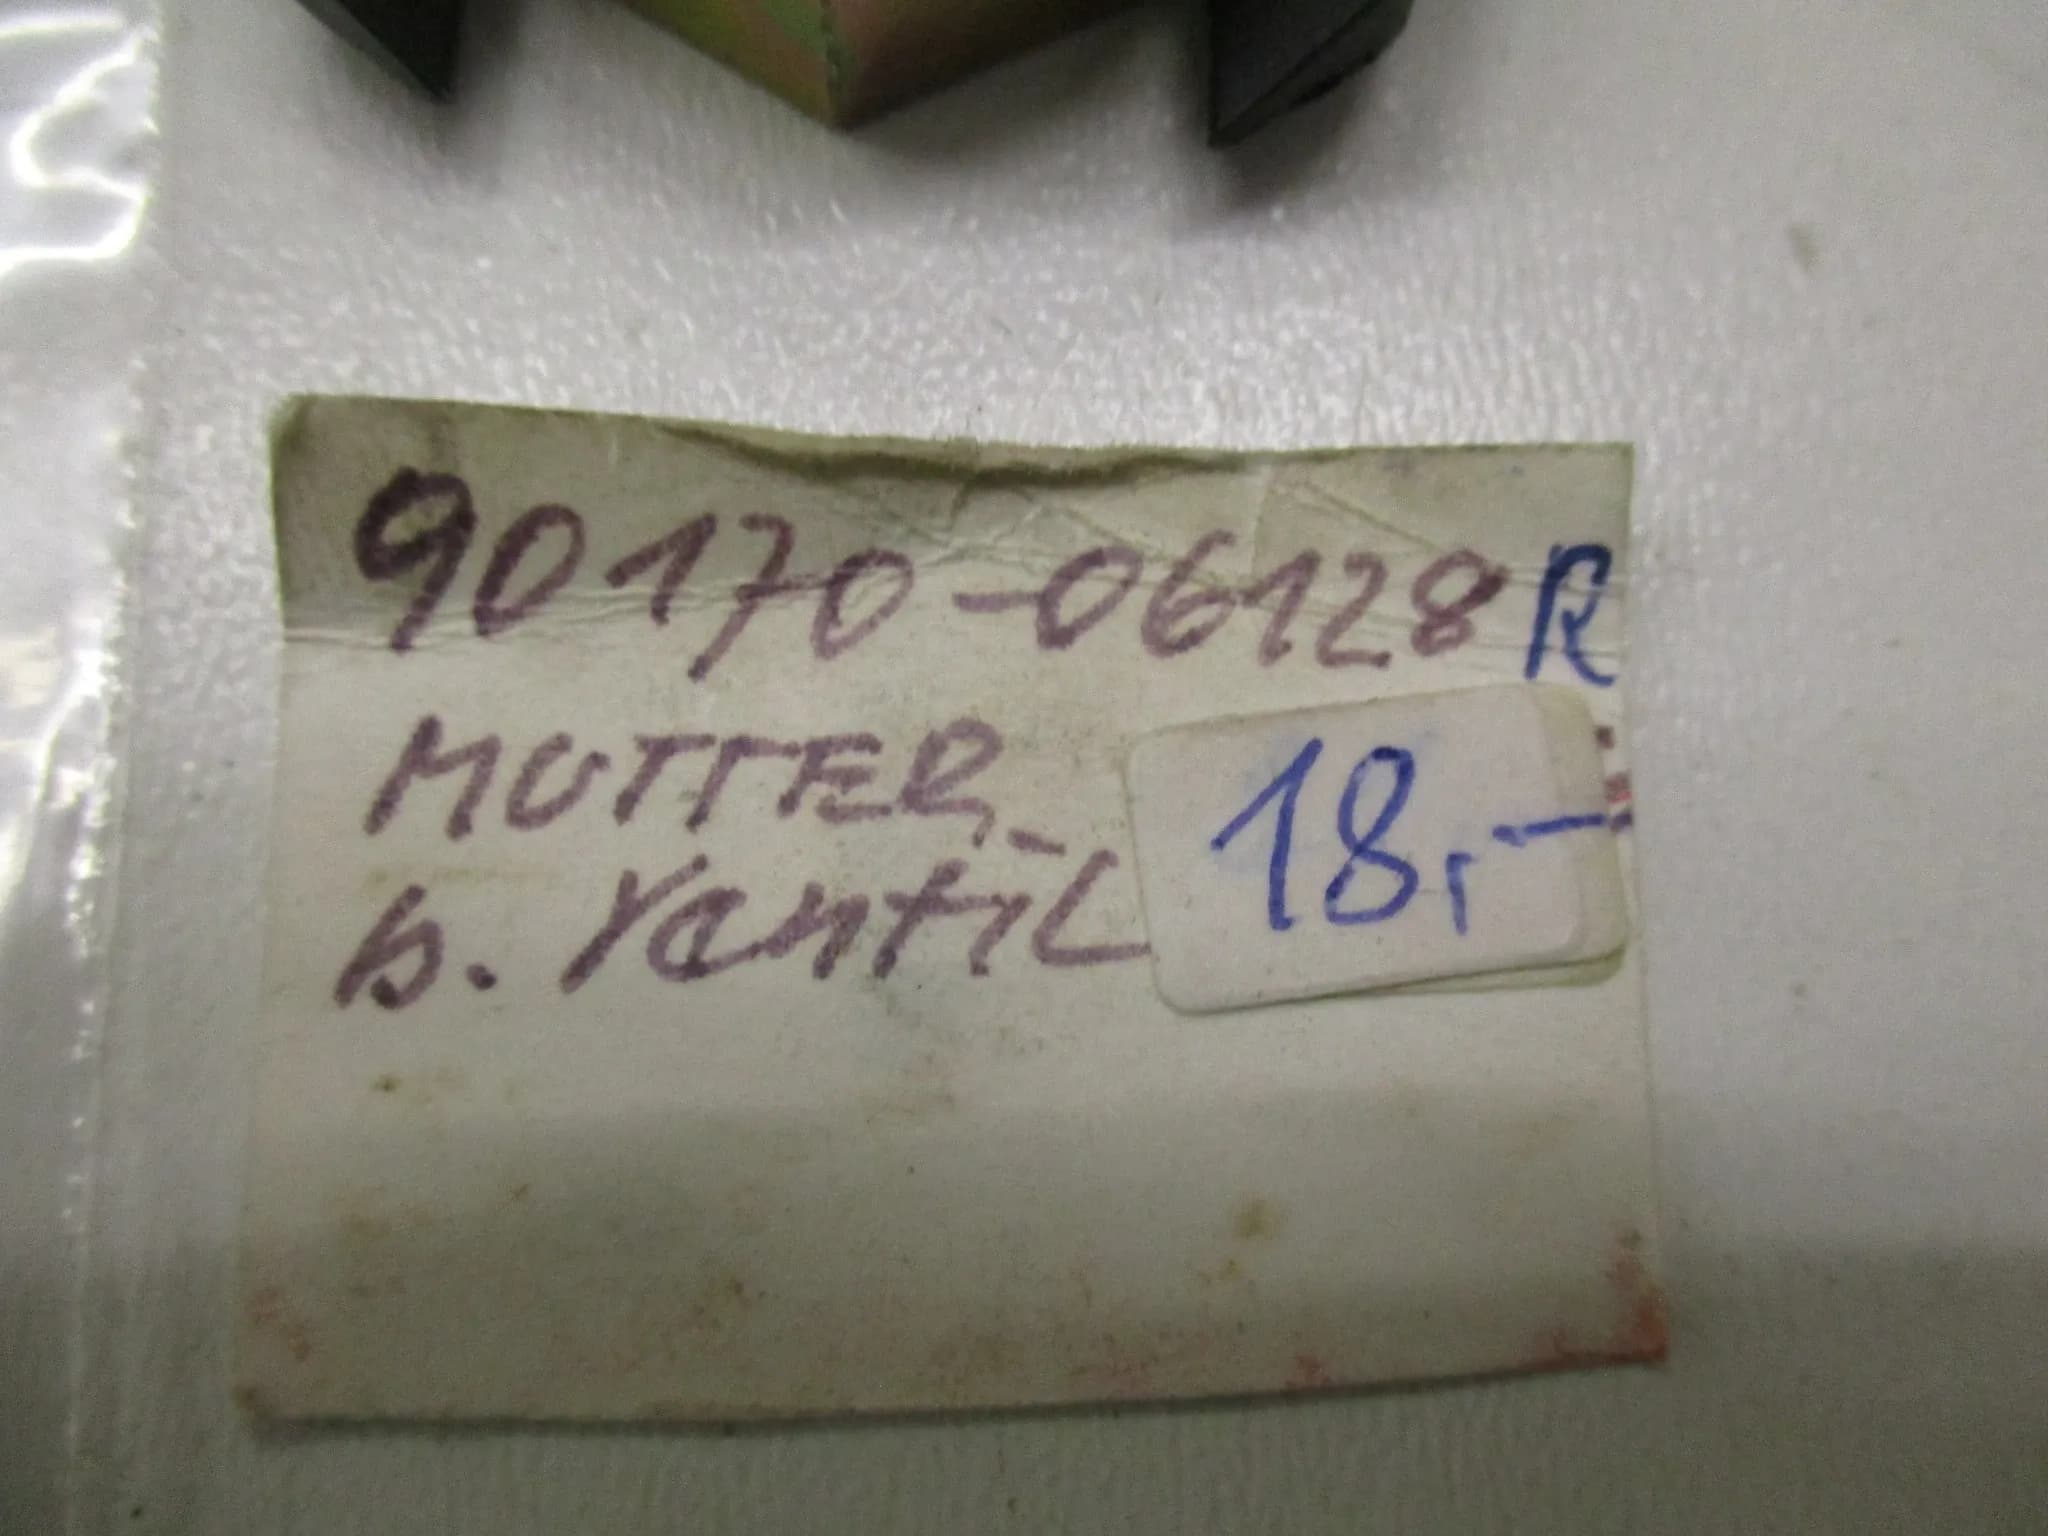 90170-06128 R
MUTTER
b. Ventil 18,-